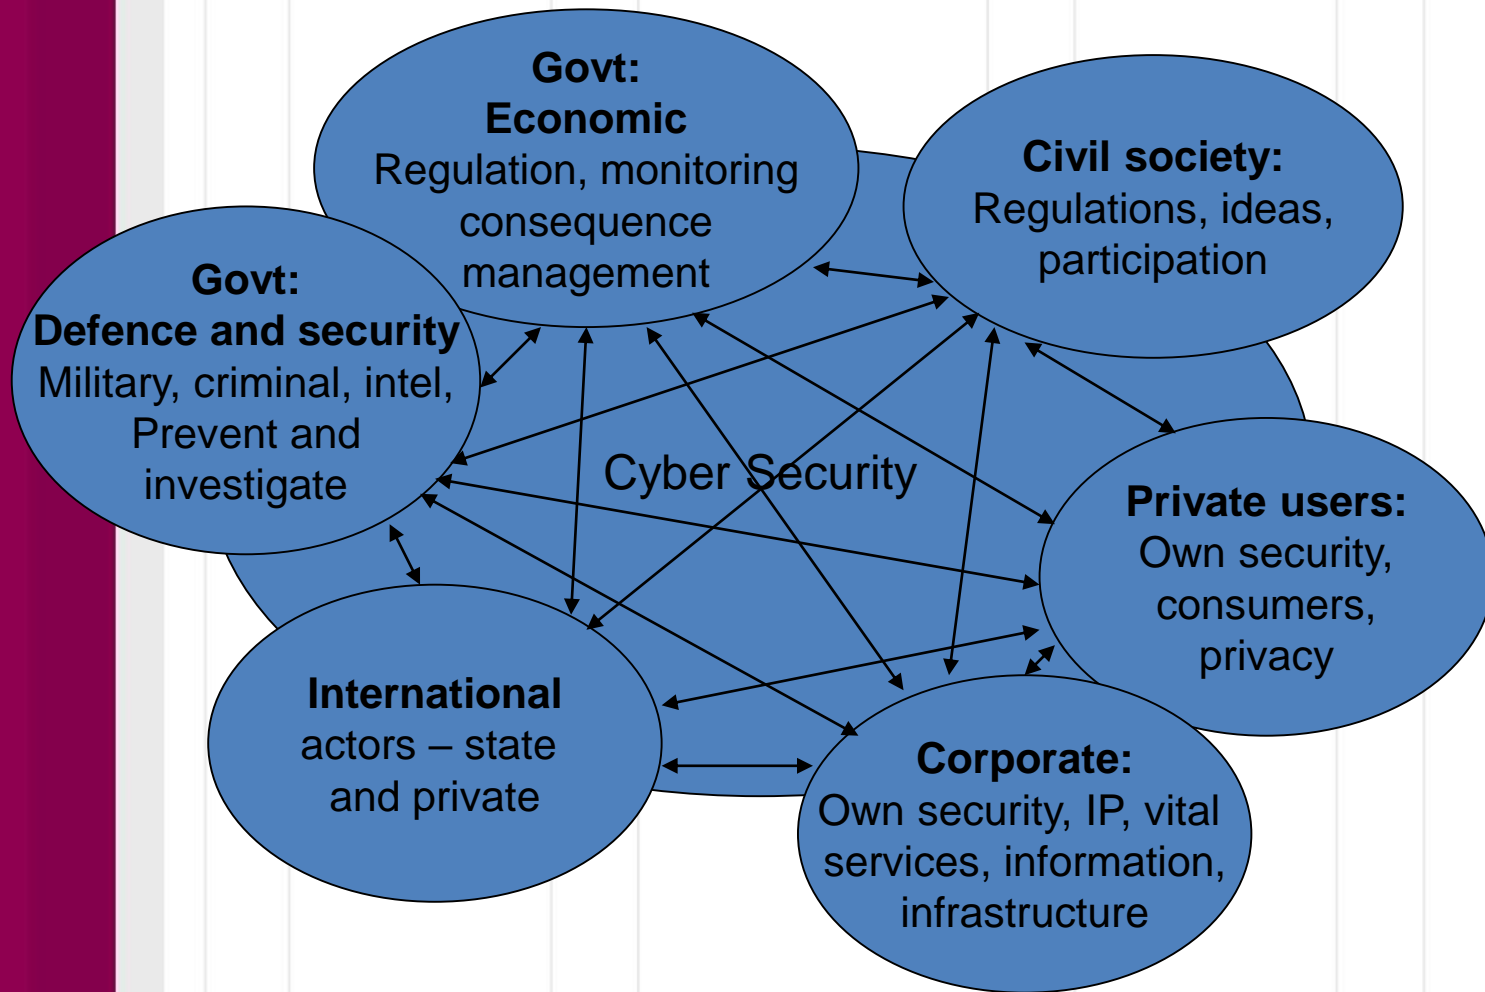 Govt:
Economic
Regulation, monitoring
consequence
management
Civil society:
Regulations, ideas,
participation
Govt:
Defence and security
Military, criminal, intel,
Prevent and
investigate
Cyber Security
Private users:
Own security,
consumers,
privacy
International
actors – state
and private
Corporate:
Own security, IP, vital
services, information,
infrastructure